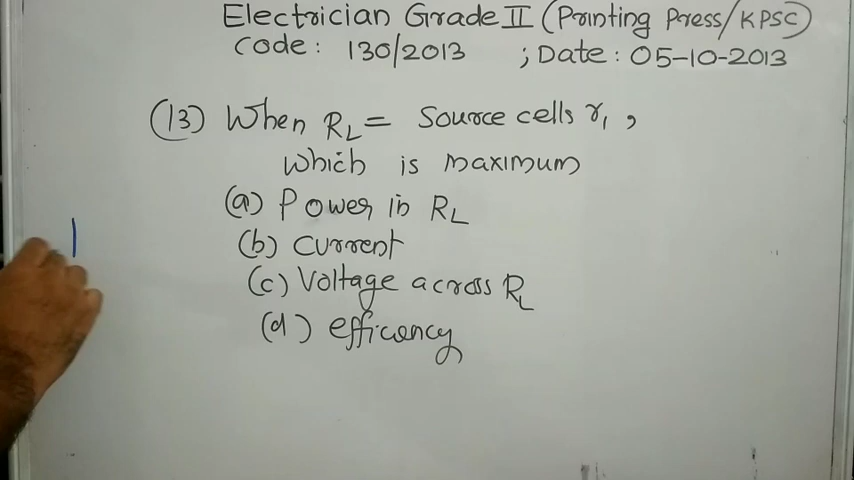 Electrician Grade II (Printing Press/KPSC)
Code: 130/2013 ; Date: 05-10-2013
(13) When RL = Source cells r1,
which is maximum
(a) Power in RL
(b) current
(c) Voltage across RL
(d) efficancy